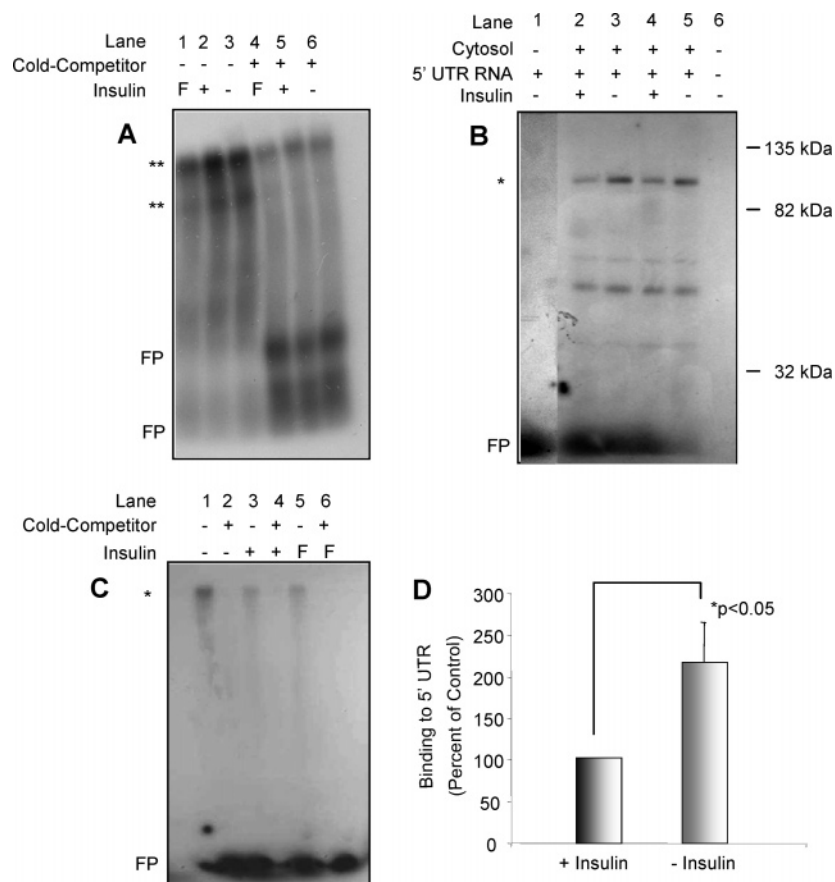 Lane 1 2 3 4 5 6
Cold-Competitor - - - + + +
Insulin F + - F + -
A
**
**
FP
FP
Lane 1 2 3 4 5 6
Cytosol - + + + + -
5' UTR RNA + + + + + -
Insulin - + - + - -
B
*
135 kDa
82 kDa
32 kDa
FP
Lane 1 2 3 4 5 6
Cold-Competitor - + - + - +
Insulin - - + + F F
C
*
FP
D
Binding to 5' UTR
(Percent of Control)
300
250
200
150
100
50
0
*p<0.05
+ Insulin - Insulin